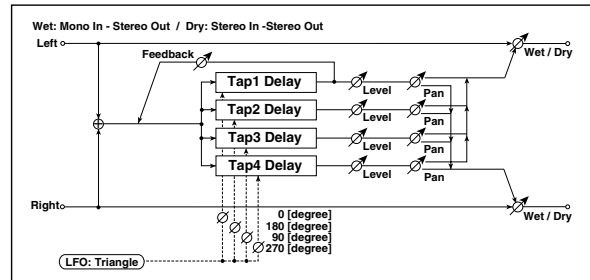 Wet: Mono In - Stereo Out / Dry: Stereo In -Stereo Out
Left
Wet / Dry
Feedback
Tap1 Delay
Level
Pan
Tap2 Delay
Level
Pan
Tap3 Delay
Level
Pan
Tap4 Delay
Level
Pan
Right
Wet / Dry
0 [degree]
180 [degree]
90 [degree]
270 [degree]
LFO: Triangle